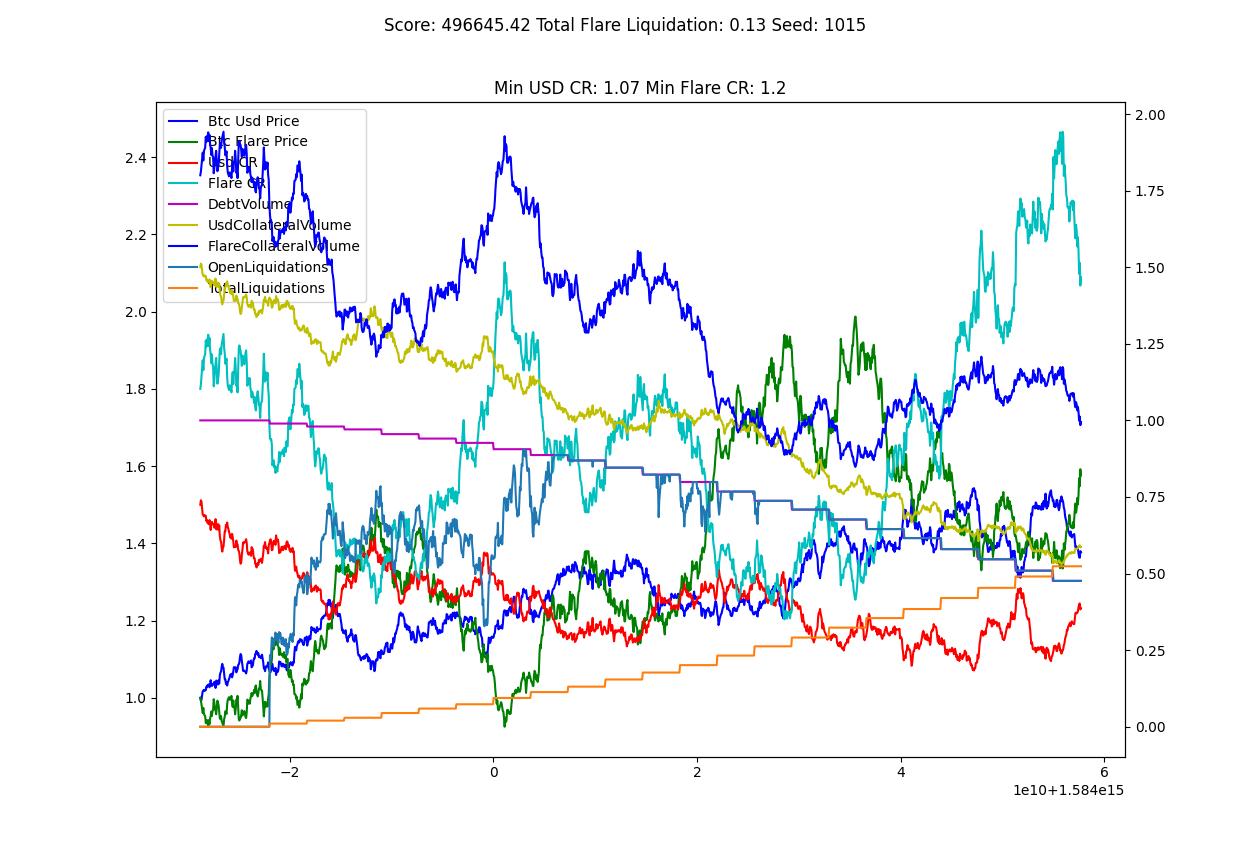 Score: 496645.42 Total Flare Liquidation: 0.13 Seed: 1015
Min USD CR: 1.07 Min Flare CR: 1.2
Btc Usd Price
Btc Flare Price
Usd CR
Flare CR
DebtVolume
UsdCollateralVolume
FlareCollateralVolume
OpenLiquidations
TotalLiquidations
2.4
2.2
2.0
1.8
1.6
1.4
1.2
1.0
2.00
1.75
1.50
1.25
1.00
0.75
0.50
0.25
0.00
−2
0
2
4
6
1e10+1.584e15